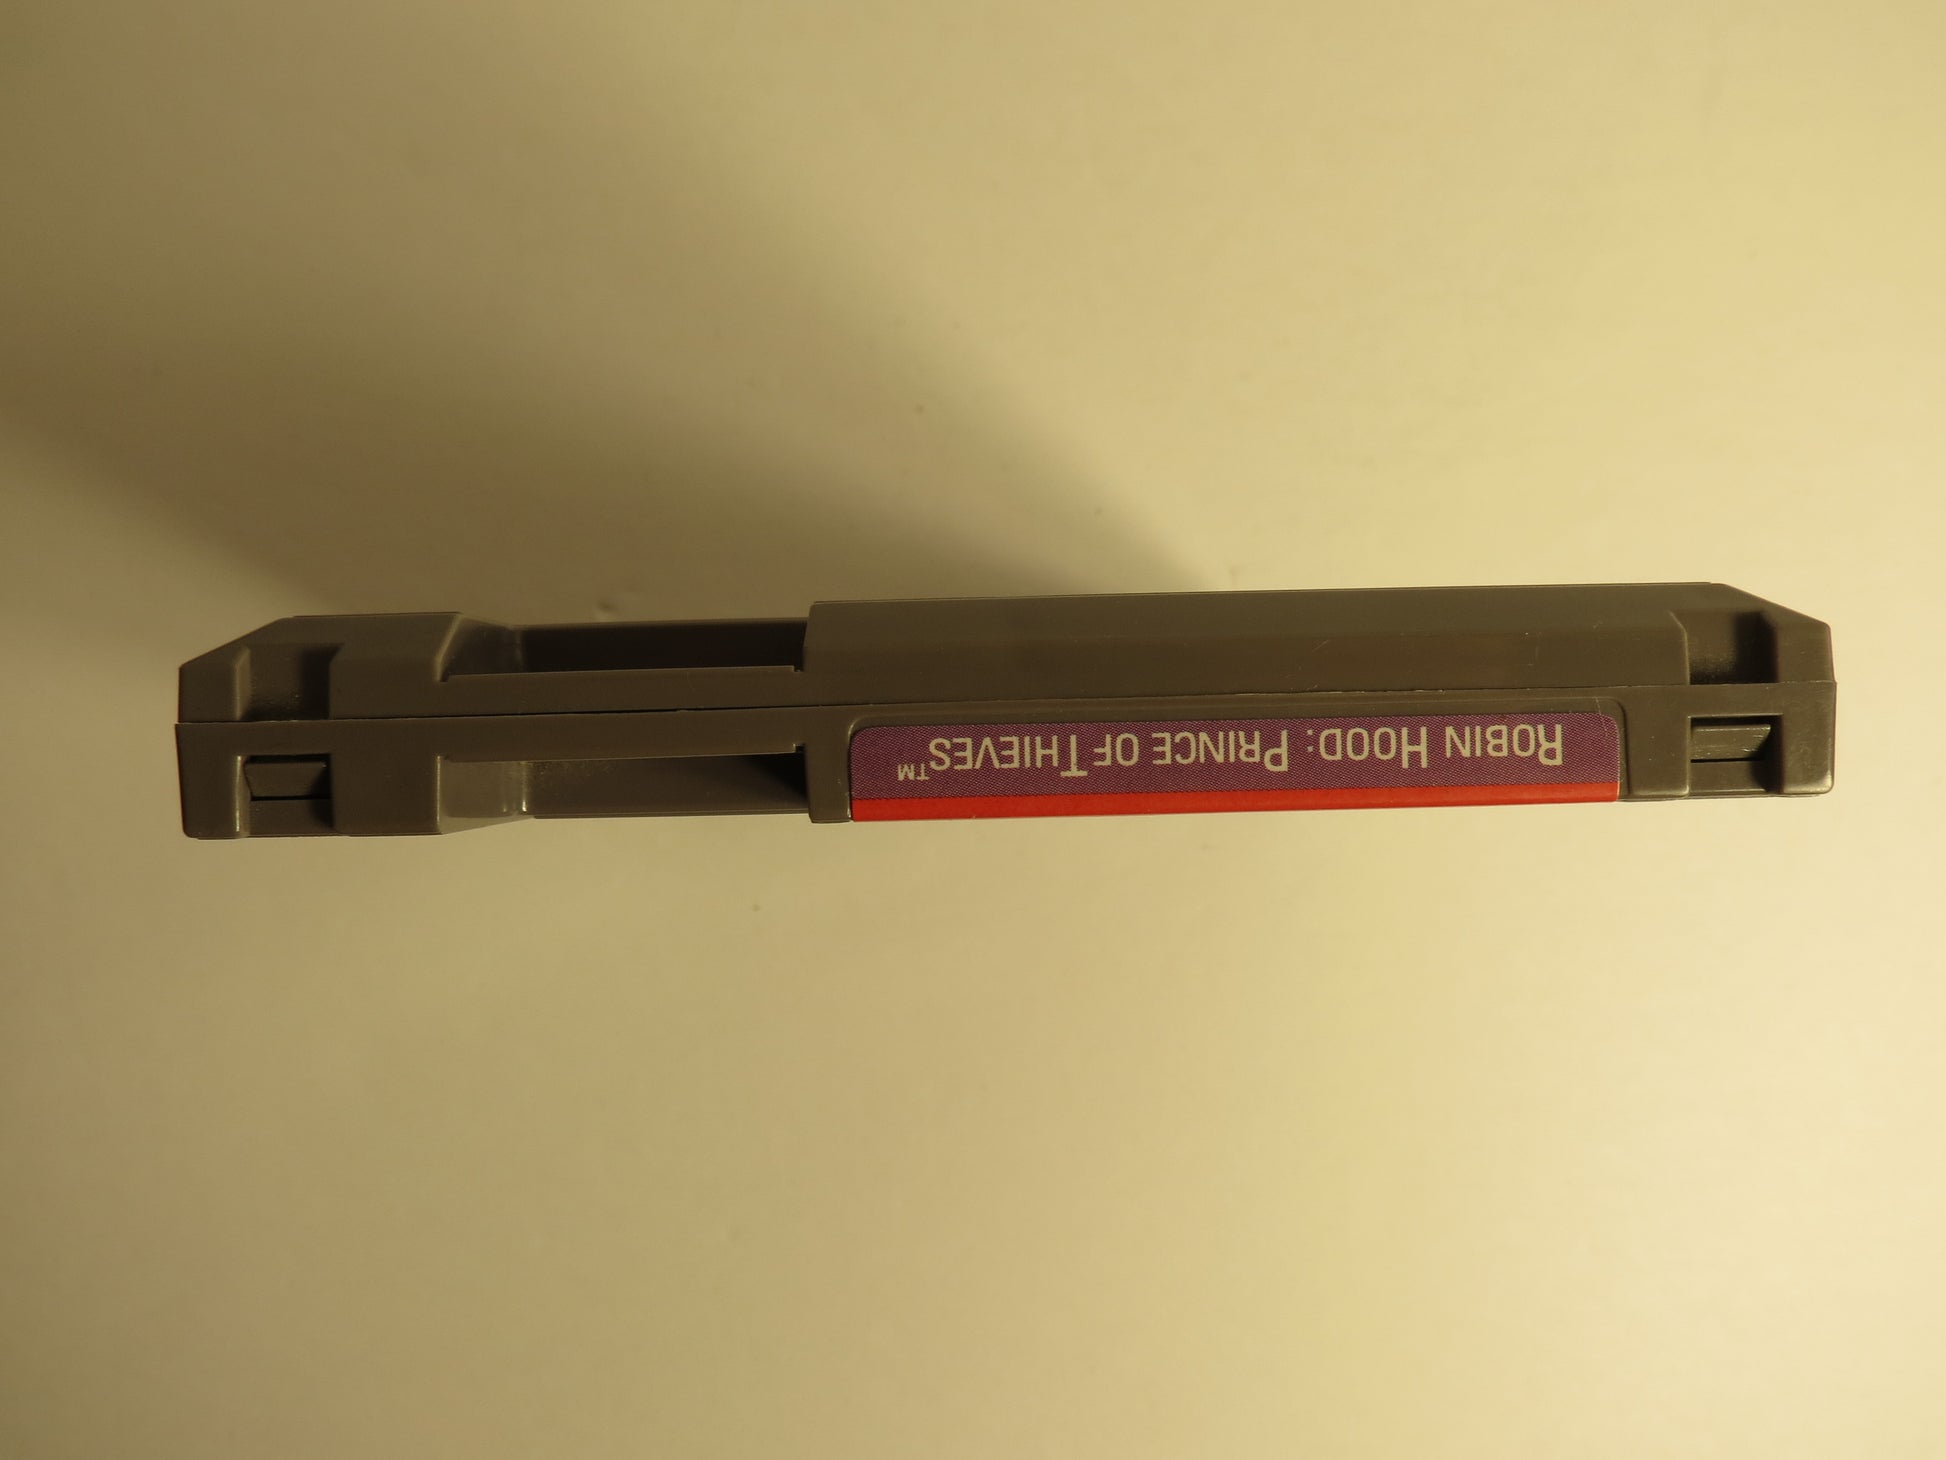 ROBIN HOOD: PRINCE OF THIEVES™